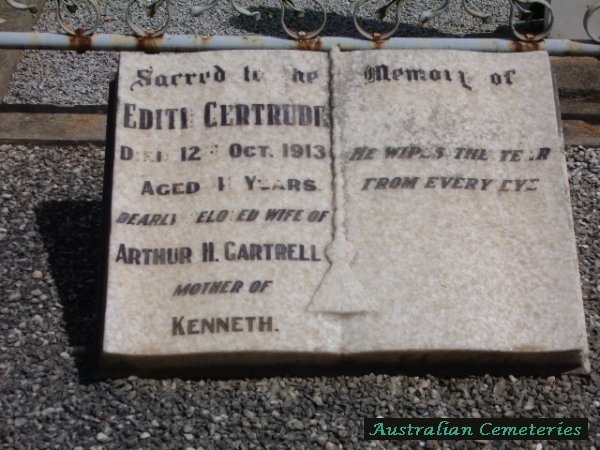 Sacred to the Memory of
EDITH GERTRUDE
DIED 12TH OCT. 1913
AGED YEARS.
DEARLY BELOVED WIFE OF
ARTHUR H. GARTRELL
MOTHER OF
KENNETH.
HE WIPES THE TEAR
FROM EVERY EYE
Australian Cemeteries